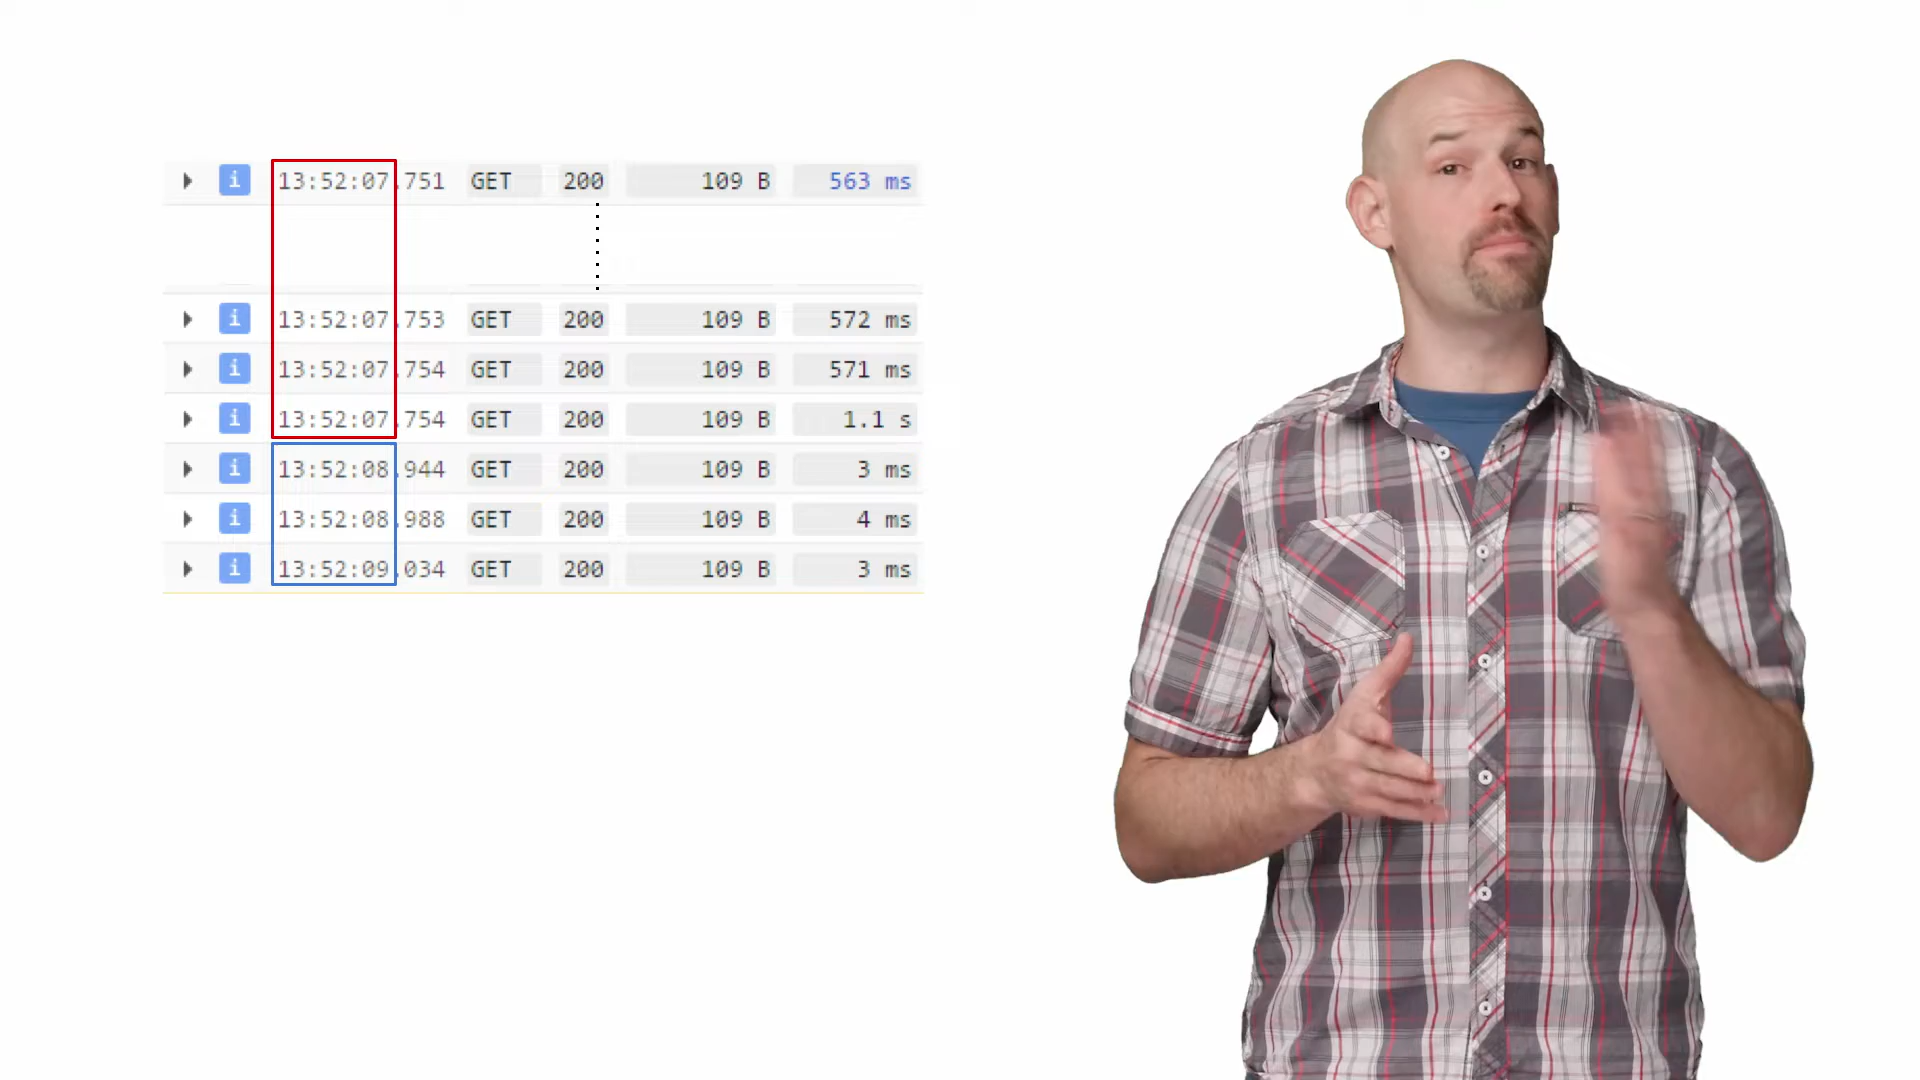 i 13:52:07.751 GET 200 109 B 563 ms
i 13:52:07.753 GET 200 109 B 572 ms
i 13:52:07.754 GET 200 109 B 571 ms
i 13:52:07.754 GET 200 109 B 1.1 s
i 13:52:08.944 GET 200 109 B 3 ms
i 13:52:08.988 GET 200 109 B 4 ms
i 13:52:09.034 GET 200 109 B 3 ms